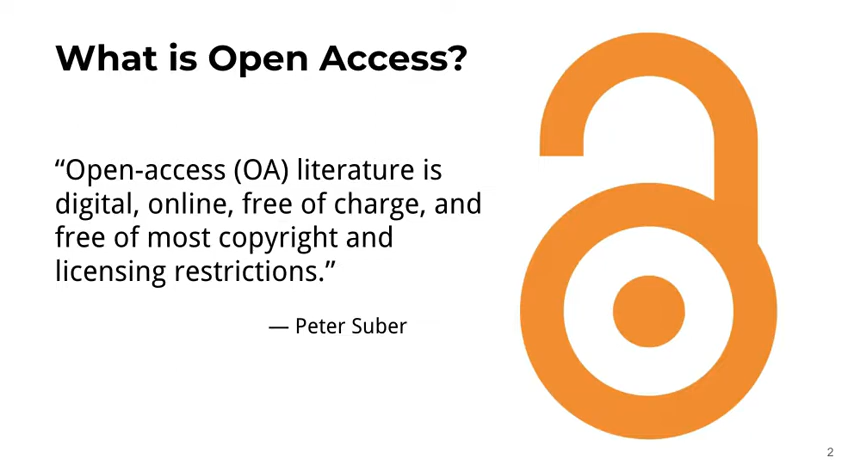 What is Open Access?
“Open-access (OA) literature is
digital, online, free of charge, and
free of most copyright and
licensing restrictions.”
— Peter Suber
2